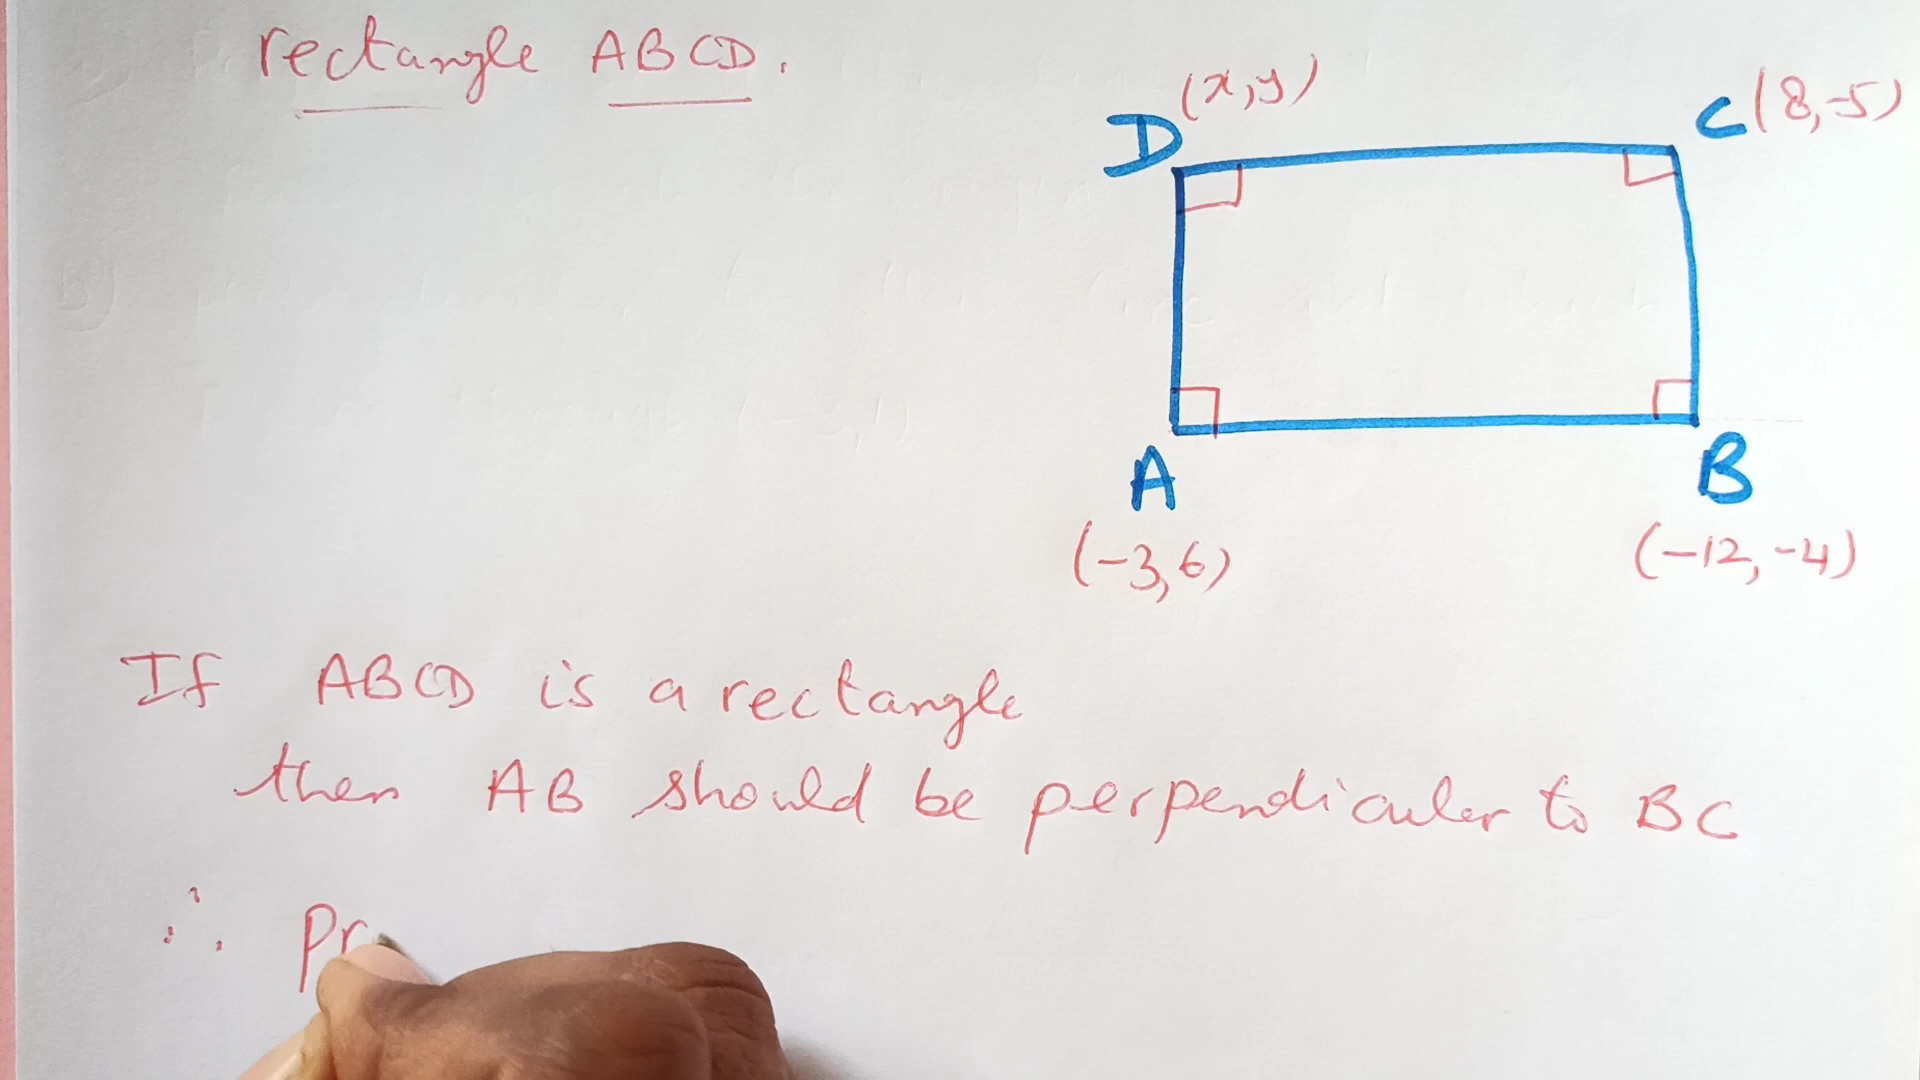 rectangle ABCD.
(x,y)
D
C (8,-5)
A
B
(-3,6)
(-12,-4)
If ABCD is a rectangle
then AB should be perpendicular to BC
∴ pr